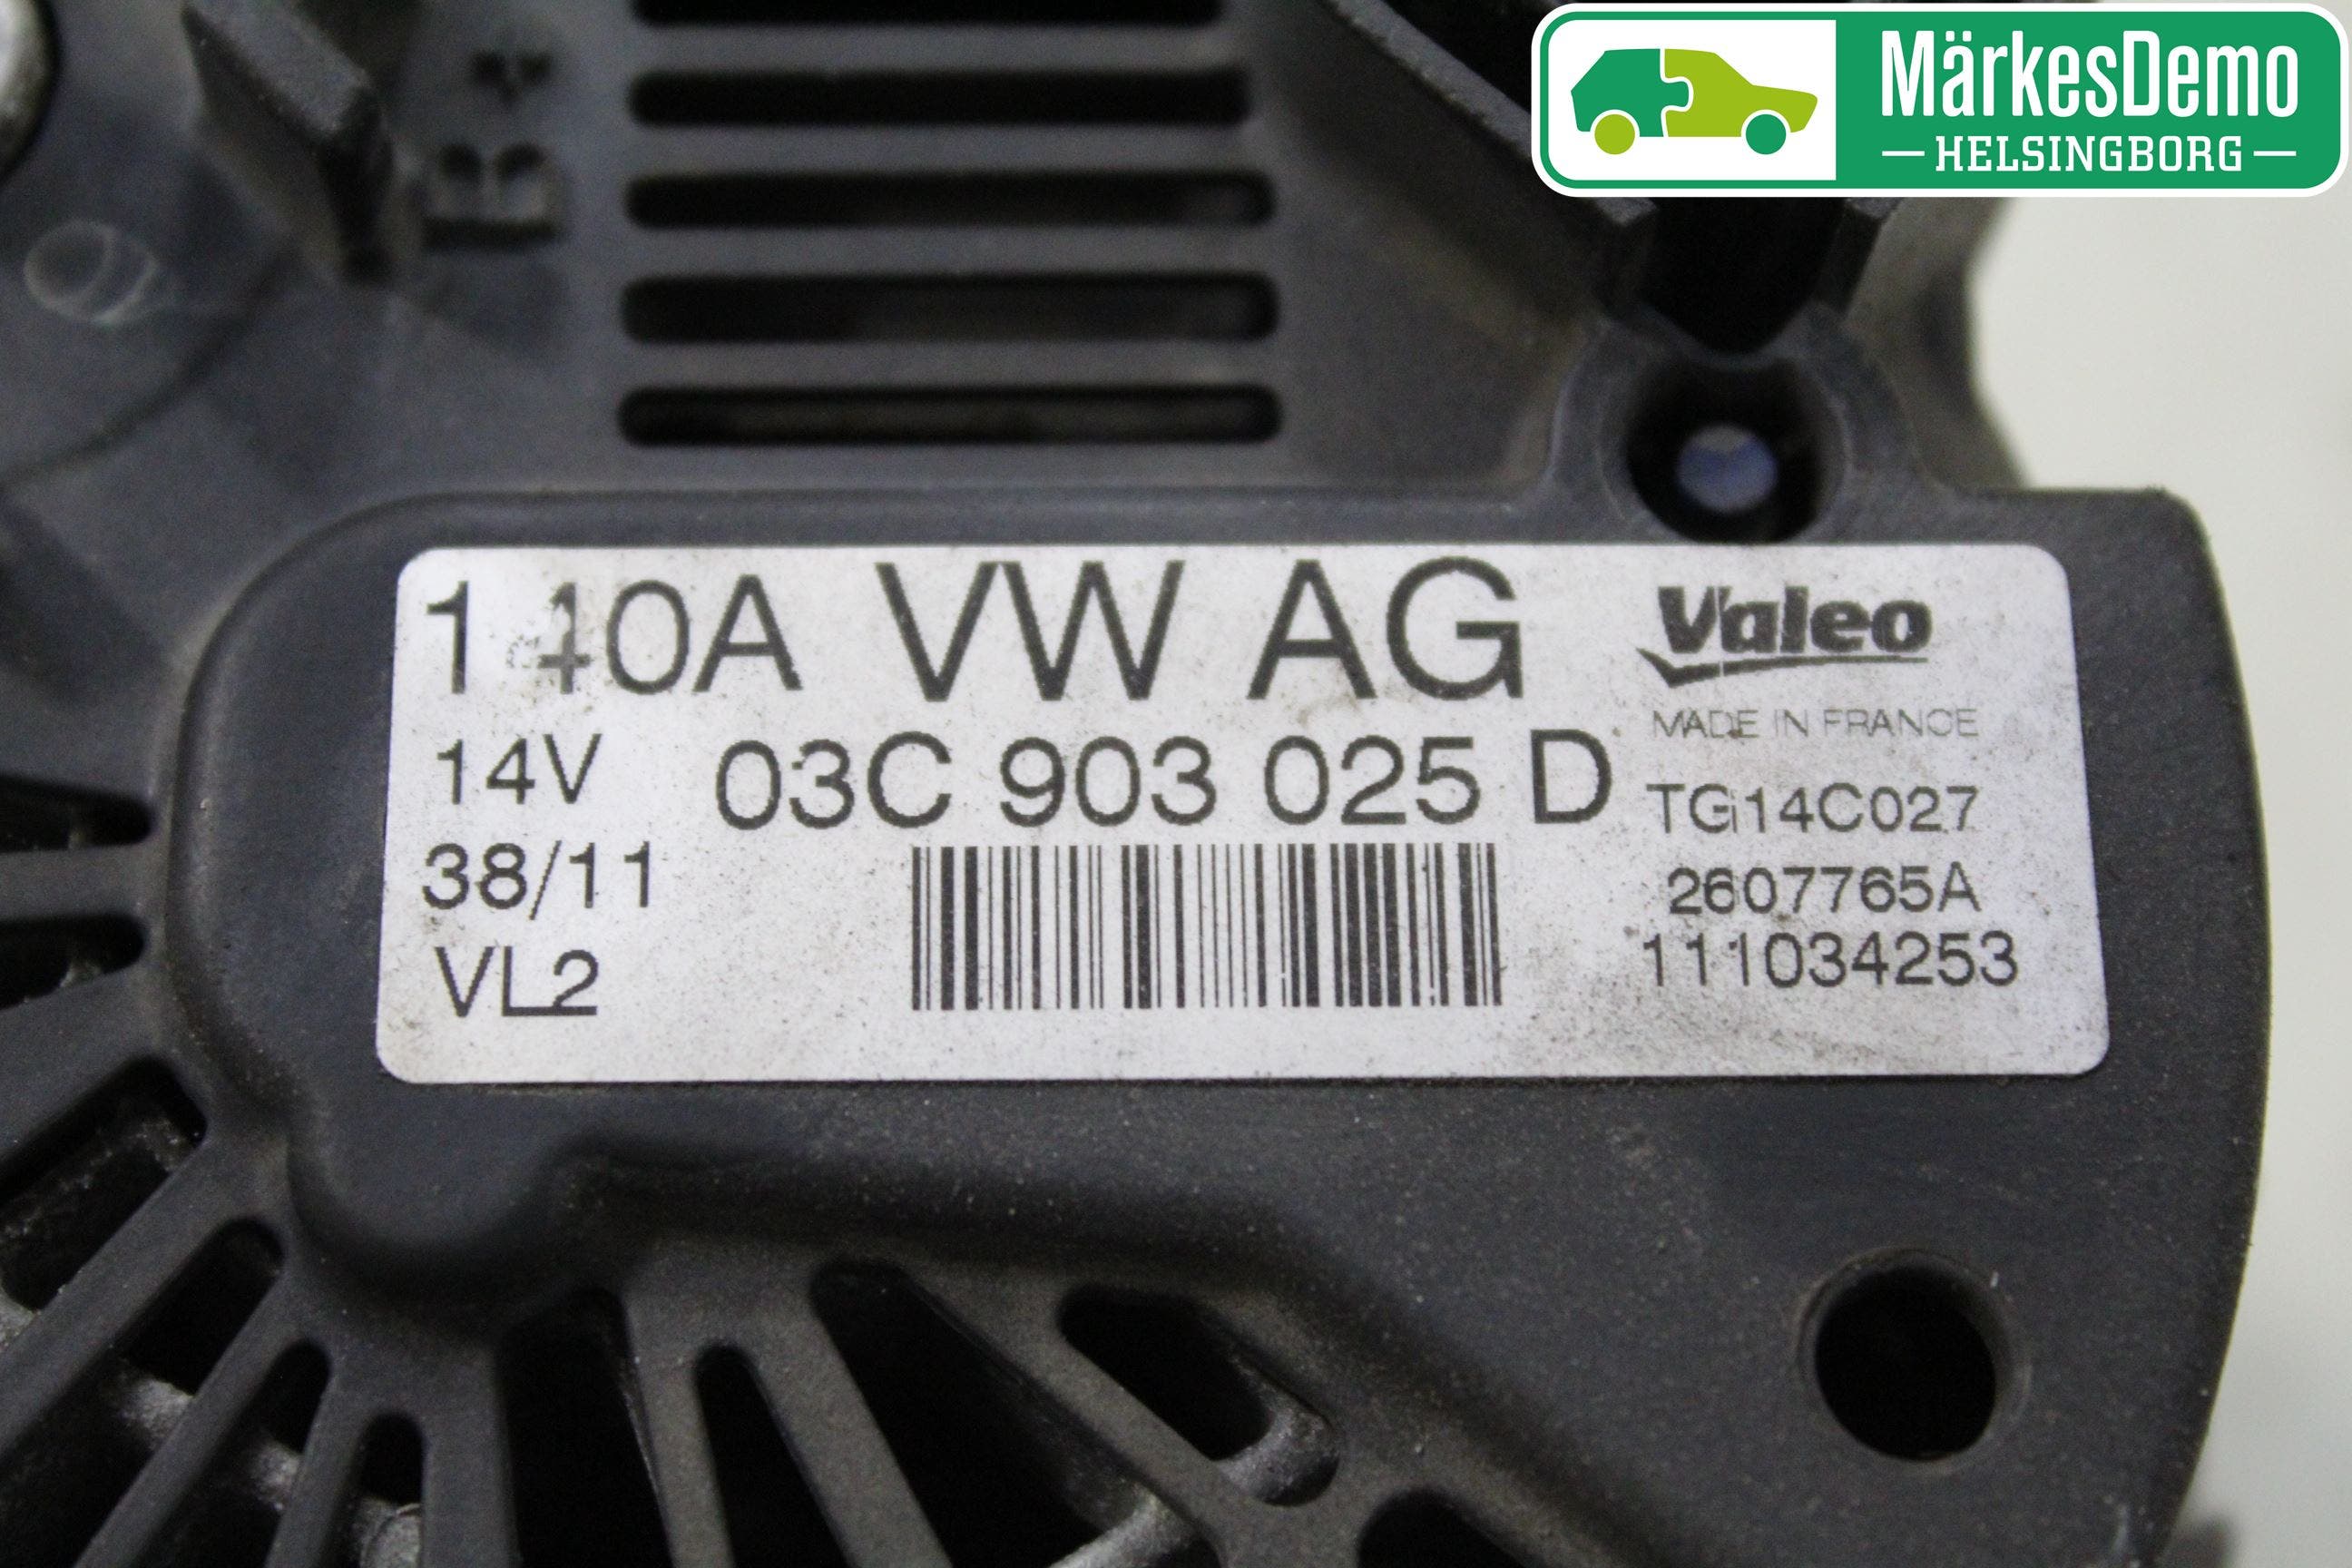 MärkesDemo
HELSINGBORG
B+
140A VW AG
Valeo
MADE IN FRANCE
14V 03C 903 025 D
TG14C027
38/11
2607765A
VL2
111034253